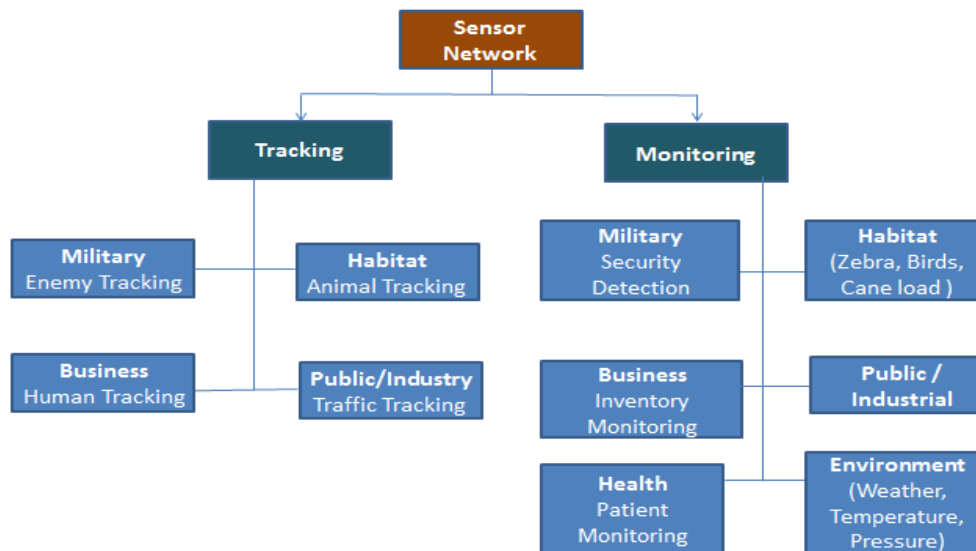 Sensor
Network
Tracking
Monitoring
Military
Enemy Tracking
Habitat
Animal Tracking
Business
Human Tracking
Public/Industry
Traffic Tracking
Military
Security
Detection
Habitat
(Zebra, Birds,
Cane load )
Business
Inventory
Monitoring
Public /
Industrial
Health
Patient
Monitoring
Environment
(Weather,
Temperature,
Pressure)